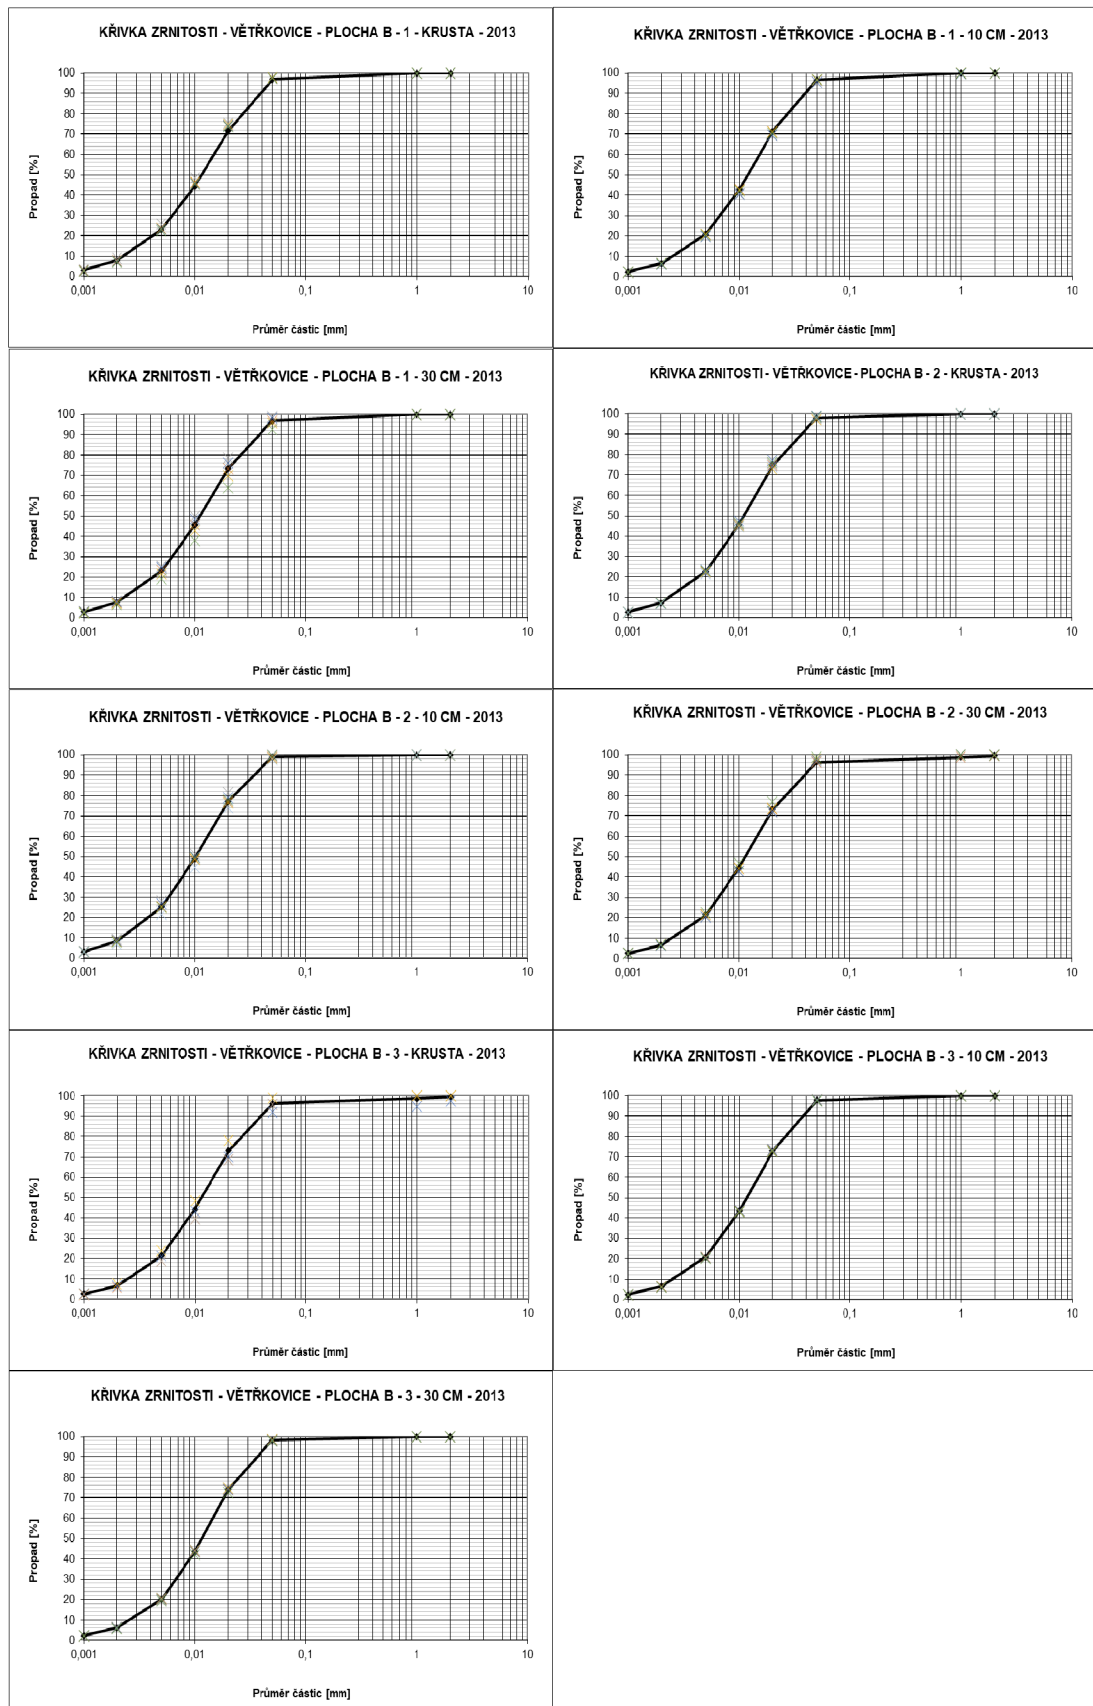 KŘIVKA ZRNITOSTI - VĚTŘKOVICE - PLOCHA B - 1 - KRUSTA - 2013
Propad [%]
100
90
80
70
60
50
40
30
20
10
0
0,001 0,01 0,1 1 10
Průměr částic [mm]
KŘIVKA ZRNITOSTI - VĚTŘKOVICE - PLOCHA B - 1 - 10 CM - 2013
Propad [%]
100
90
80
70
60
50
40
30
20
10
0
0,001 0,01 0,1 1 10
Průměr částic [mm]
KŘIVKA ZRNITOSTI - VĚTŘKOVICE - PLOCHA B - 1 - 30 CM - 2013
Propad [%]
100
90
80
70
60
50
40
30
20
10
0
0,001 0,01 0,1 1 10
Průměr částic [mm]
KŘIVKA ZRNITOSTI - VĚTŘKOVICE - PLOCHA B - 2 - KRUSTA - 2013
Propad [%]
100
90
80
70
60
50
40
30
20
10
0
0,001 0,01 0,1 1 10
Průměr částic [mm]
KŘIVKA ZRNITOSTI - VĚTŘKOVICE - PLOCHA B - 2 - 10 CM - 2013
Propad [%]
100
90
80
70
60
50
40
30
20
10
0
0,001 0,01 0,1 1 10
Průměr částic [mm]
KŘIVKA ZRNITOSTI - VĚTŘKOVICE - PLOCHA B - 2 - 30 CM - 2013
Propad [%]
100
90
80
70
60
50
40
30
20
10
0
0,001 0,01 0,1 1 10
Průměr částic [mm]
KŘIVKA ZRNITOSTI - VĚTŘKOVICE - PLOCHA B - 3 - KRUSTA - 2013
Propad [%]
100
90
80
70
60
50
40
30
20
10
0
0,001 0,01 0,1 1 10
Průměr částic [mm]
KŘIVKA ZRNITOSTI - VĚTŘKOVICE - PLOCHA B - 3 - 10 CM - 2013
Propad [%]
100
90
80
70
60
50
40
30
20
10
0
0,001 0,01 0,1 1 10
Průměr částic [mm]
KŘIVKA ZRNITOSTI - VĚTŘKOVICE - PLOCHA B - 3 - 30 CM - 2013
Propad [%]
100
90
80
70
60
50
40
30
20
10
0
0,001 0,01 0,1 1 10
Průměr částic [mm]